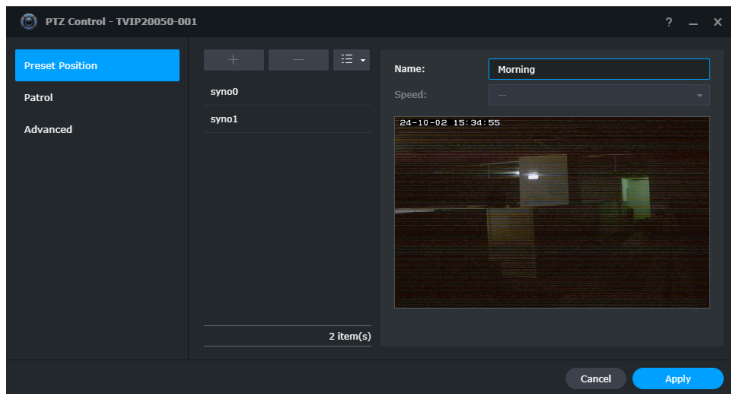 PTZ Control - TVIP20050-001
?
Preset Position
Patrol
Advanced
syno0
syno1
2 item(s)
Name:
Morning
Speed:
--
24-10-02 15:34:55
Cancel
Apply